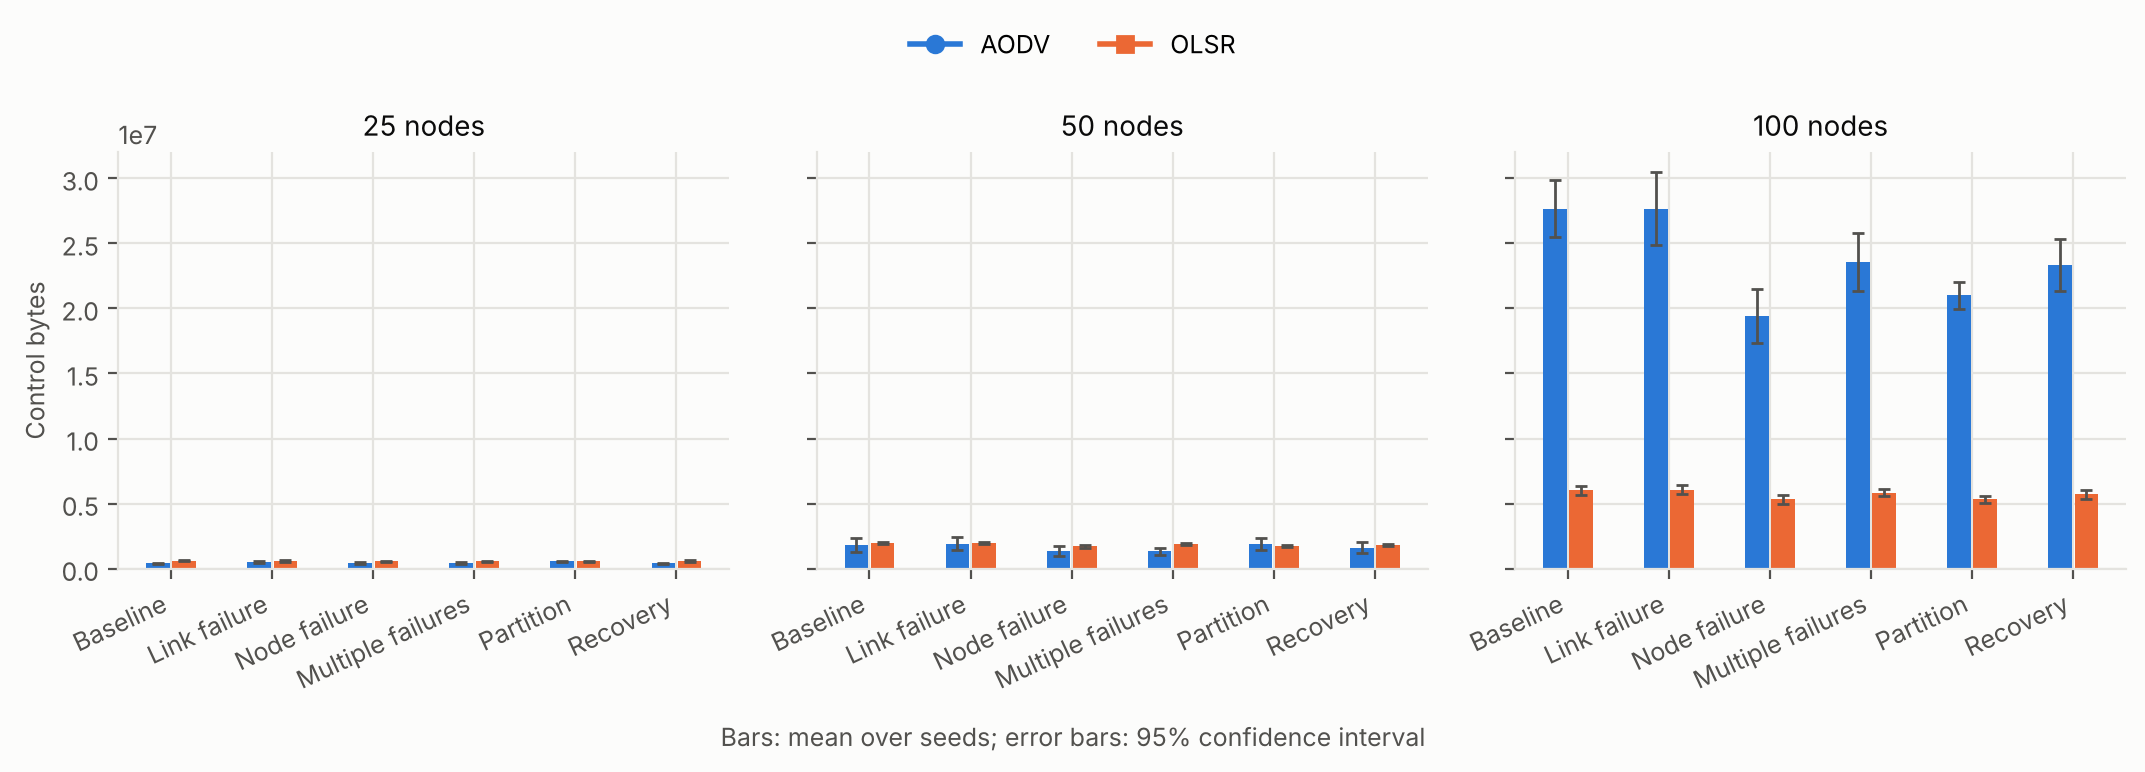 AODV OLSR
1e7
25 nodes
50 nodes
100 nodes
Control bytes
3.0
2.5
2.0
1.5
1.0
0.5
0.0
Baseline
Link failure
Node failure
Multiple failures
Partition
Recovery
Baseline
Link failure
Node failure
Multiple failures
Partition
Recovery
Baseline
Link failure
Node failure
Multiple failures
Partition
Recovery
Bars: mean over seeds; error bars: 95% confidence interval